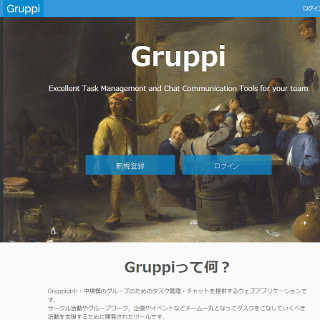 Gruppi
ログイン
Gruppi
Excellent Task Management and Chat Communication Tools for your team
新規登録
ログイン
Gruppiって何？
Gruppiは小・中規模のグループのためのタスク管理・チャットを提供するウェブアプリケーションで
す。
サークル活動やグループワーク、企画やイベントなどチーム一丸となってタスクをこなしていくべき
活動を支援するために開発されたツールです。